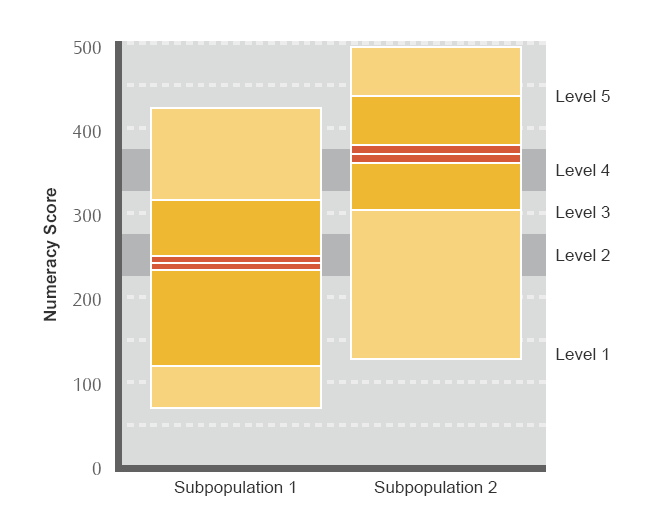 500
400
300
200
100
0
Numeracy Score
Level 5
Level 4
Level 3
Level 2
Level 1
Subpopulation 1
Subpopulation 2